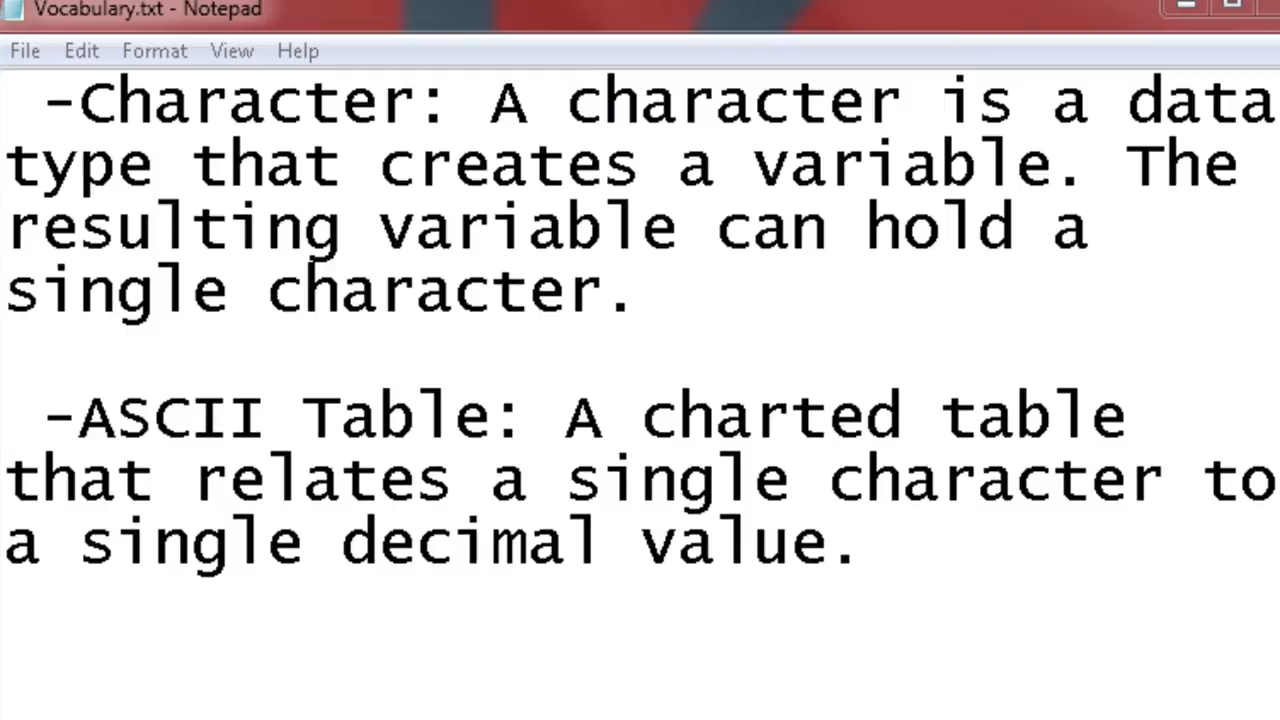 Vocabulary.txt - Notepad
File Edit Format View Help
-Character: A character is a data
type that creates a variable. The
resulting variable can hold a
single character.
-ASCII Table: A charted table
that relates a single character to
a single decimal value.